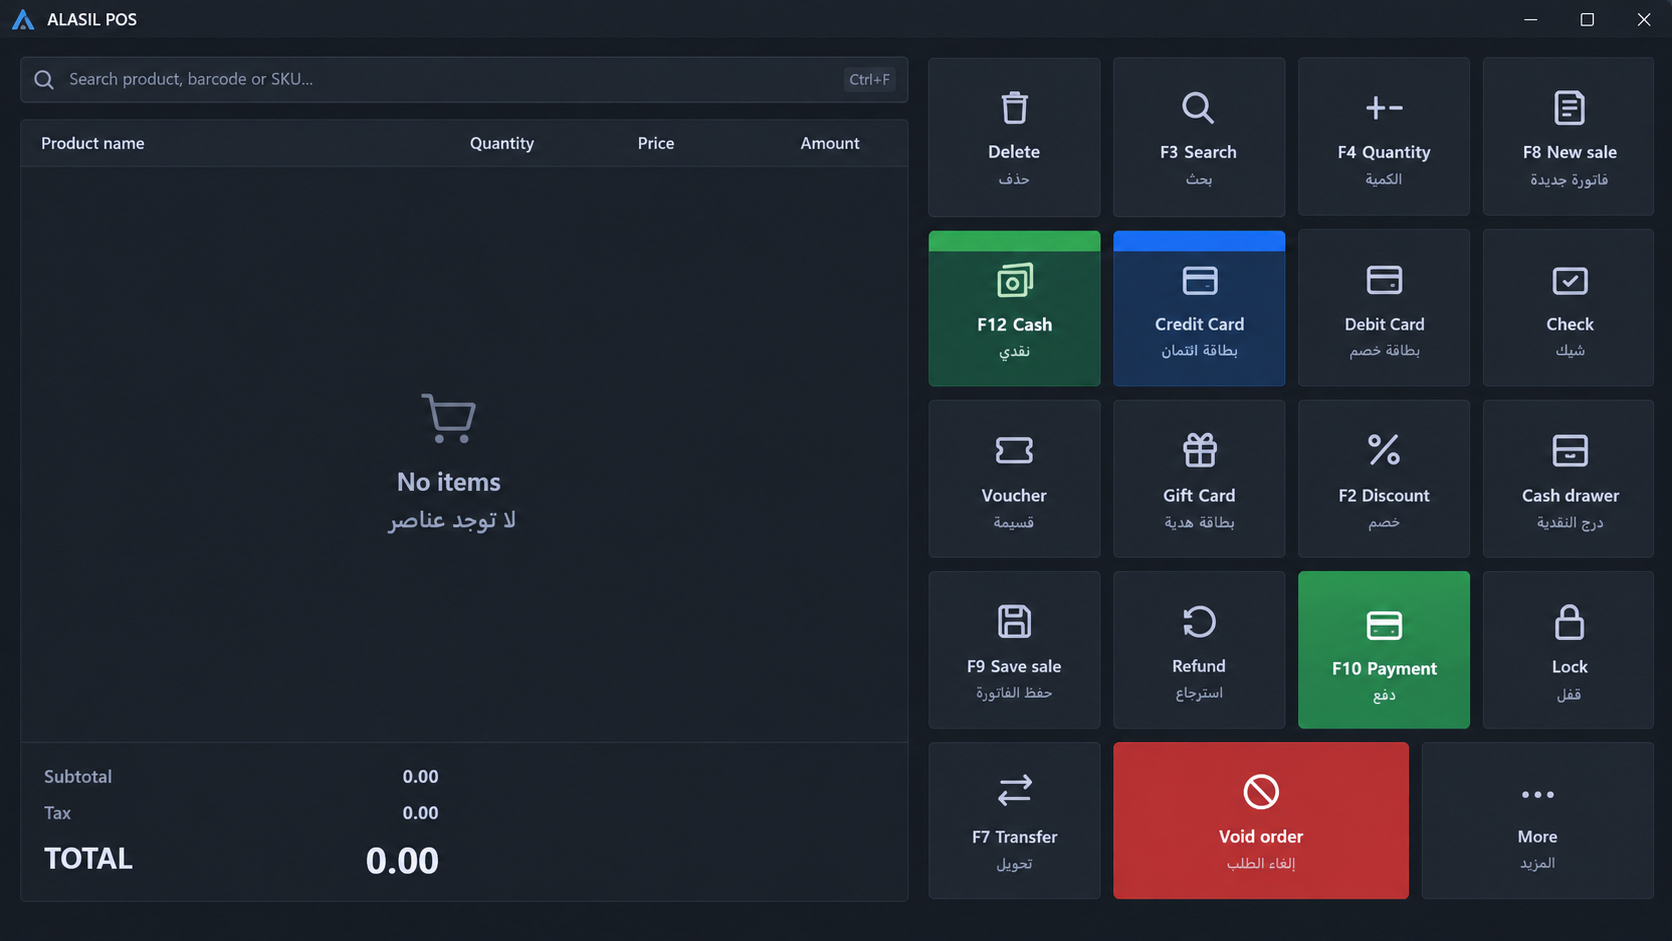 ALASIL POS
Search product, barcode or SKU... Ctrl+F
Product name Quantity Price Amount
No items
لا توجد عناصر
Subtotal 0.00
Tax 0.00
TOTAL 0.00
Delete
حذف
F3 Search
بحث
F4 Quantity
الكمية
F8 New sale
فاتورة جديدة
F12 Cash
نقدي
Credit Card
بطاقة ائتمان
Debit Card
بطاقة خصم
Check
شيك
Voucher
قسيمة
Gift Card
بطاقة هدية
F2 Discount
خصم
Cash drawer
درج النقدية
F9 Save sale
حفظ الفاتورة
Refund
استرجاع
F10 Payment
دفع
Lock
قفل
F7 Transfer
تحويل
Void order
إلغاء الطلب
More
المزيد